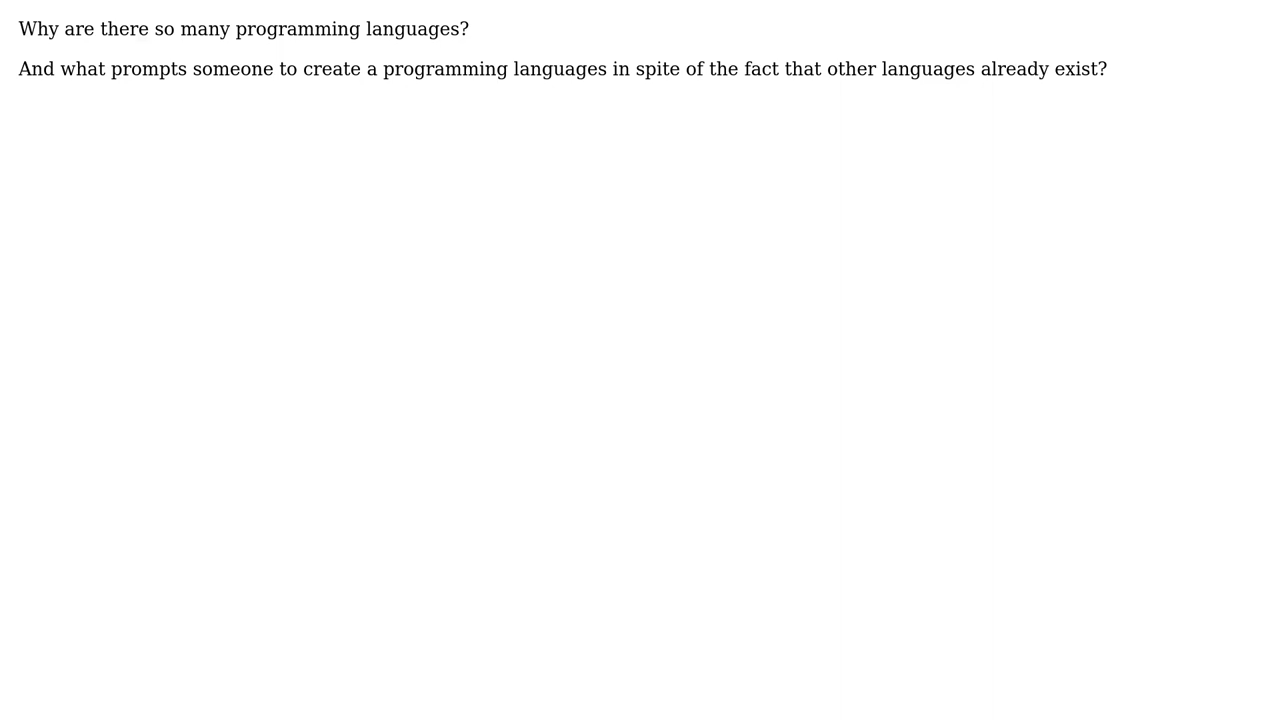 Why are there so many programming languages?
And what prompts someone to create a programming languages in spite of the fact that other languages already exist?